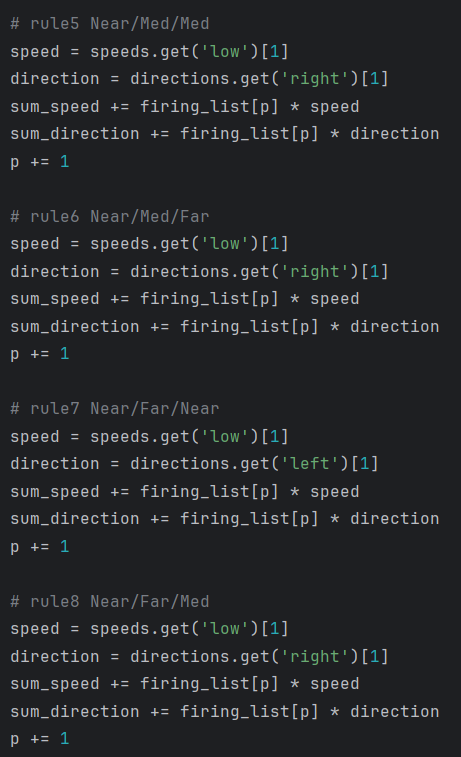 # rule5 Near/Med/Med
speed = speeds.get('low')[1]
direction = directions.get('right')[1]
sum_speed += firing_list[p] * speed
sum_direction += firing_list[p] * direction
p += 1
# rule6 Near/Med/Far
speed = speeds.get('low')[1]
direction = directions.get('right')[1]
sum_speed += firing_list[p] * speed
sum_direction += firing_list[p] * direction
p += 1
# rule7 Near/Far/Near
speed = speeds.get('low')[1]
direction = directions.get('left')[1]
sum_speed += firing_list[p] * speed
sum_direction += firing_list[p] * direction
p += 1
# rule8 Near/Far/Med
speed = speeds.get('low')[1]
direction = directions.get('right')[1]
sum_speed += firing_list[p] * speed
sum_direction += firing_list[p] * direction
p += 1